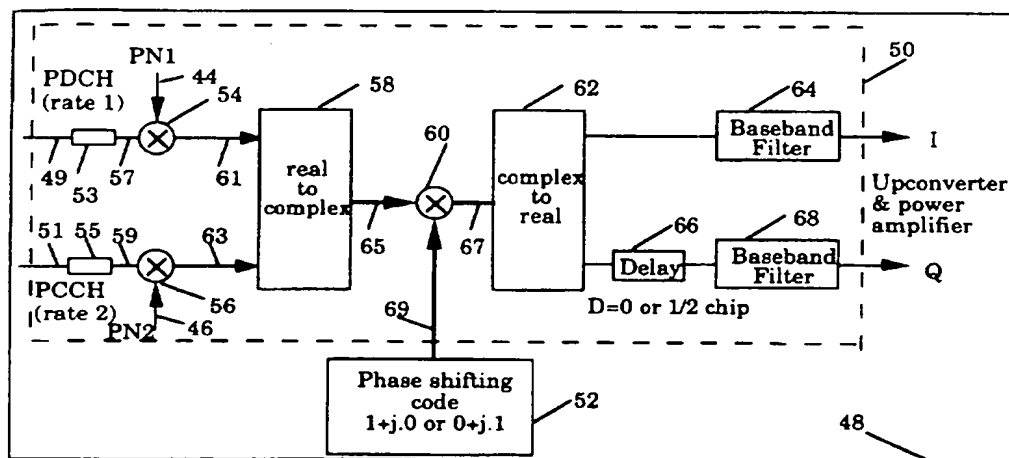 PN1
44
50
PDCH
(rate 1)
54
58
62
64
49
53
57
61
real
to
complex
60
complex
to
real
Baseband
Filter
I
Upconverter
& power
amplifier
51
55
59
63
65
67
66
68
Delay
Baseband
Filter
Q
PCCH
(rate 2)
56
PN2
46
69
D=0 or 1/2 chip
Phase shifting
code
1+j.0 or 0+j.1
52
48